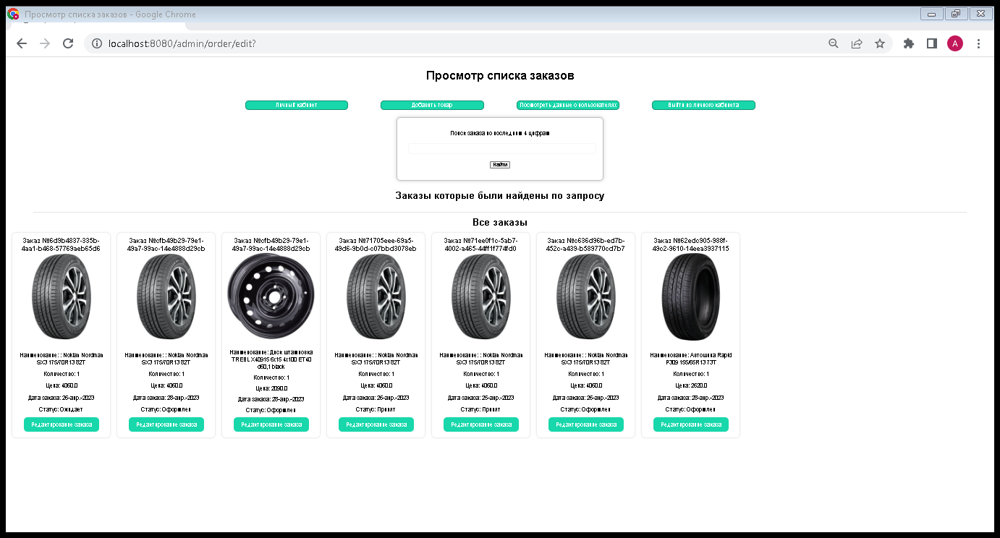 Просмотр списка заказов - Google Chrome
localhost:8080/admin/order/edit?
A
Просмотр списка заказов
Личный кабинет
Добавить товар
Посмотреть данные о пользователях
Выйти из личного кабинета
Поиск заказа по последним 4 цифрам
Найти
Заказы которые были найдены по запросу
Все заказы
Заказ №6d9b4837-335b-
4aa1-b468-57769aeb65d6
Наименование: : Nokian Nordman
SX3 175/70R13 82T
Количество: 1
Цена: 4060.0
Дата заказа: 26-апр.-2023
Статус: Ожидает
Редактирование заказа
Заказ №cfb49b29-79e1-
49a7-99ac-14e4888d29cb
Наименование: : Nokian Nordman
SX3 175/70R13 82T
Количество: 1
Цена: 4060.0
Дата заказа: 28-апр.-2023
Статус: Оформлен
Редактирование заказа
Заказ №cfb49b29-79e1-
49a7-99ac-14e4888d29cb
Наименование: Диск штамповка
TREBL X40915 6x15 4x100 ET40
d60,1 black
Количество: 1
Цена: 2090.0
Дата заказа: 28-апр.-2023
Статус: Оформлен
Редактирование заказа
Заказ №71705eee-69a5-
49d6-9b0d-c07bbd3078eb
Наименование: : Nokian Nordman
SX3 175/70R13 82T
Количество: 1
Цена: 4060.0
Дата заказа: 26-апр.-2023
Статус: Принят
Редактирование заказа
Заказ №71ee0f1c-5ab7-
4002-a465-44ff1f774fd0
Наименование: : Nokian Nordman
SX3 175/70R13 82T
Количество: 1
Цена: 4060.0
Дата заказа: 25-апр.-2023
Статус: Принят
Редактирование заказа
Заказ №c636d96b-ed7b-
452c-a439-b589770cd7b7
Наименование: : Nokian Nordman
SX3 175/70R13 82T
Количество: 1
Цена: 4060.0
Дата заказа: 26-апр.-2023
Статус: Оформлен
Редактирование заказа
Заказ №62edc905-988f-
49c2-9610-14eea3937115
Наименование: Автошина Rapid
P309 155/65R13 73T
Количество: 1
Цена: 2620.0
Дата заказа: 28-апр.-2023
Статус: Оформлен
Редактирование заказа